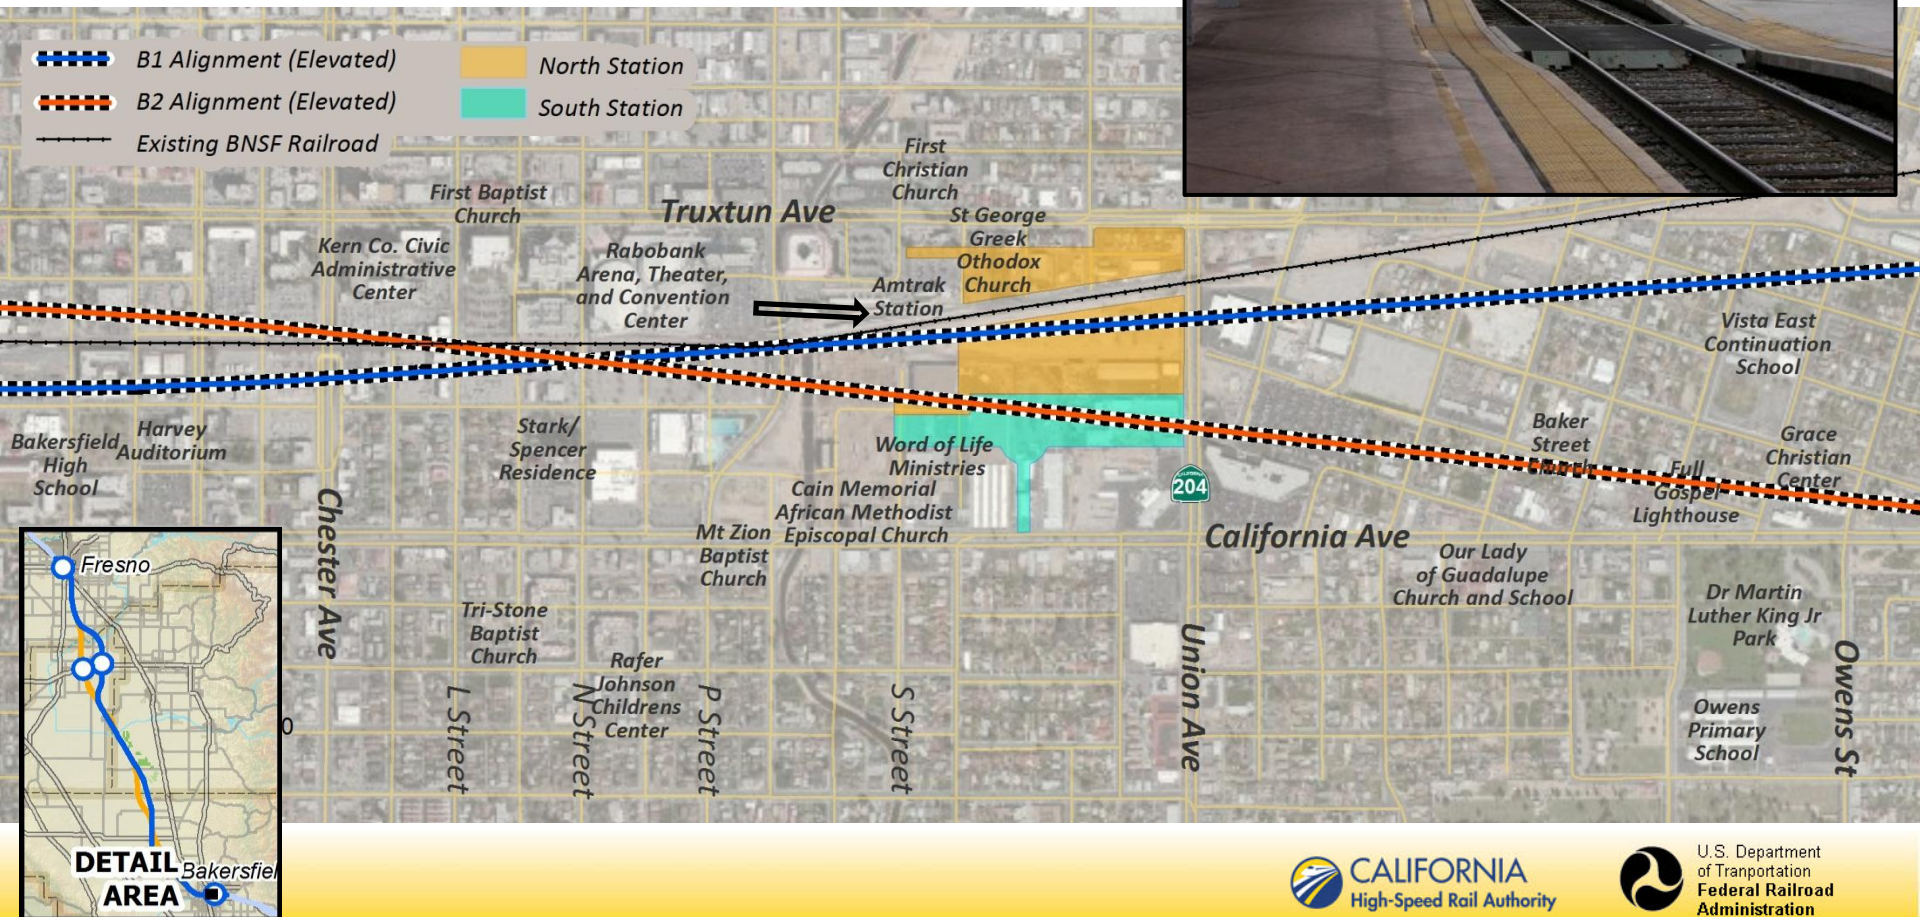 B1 Alignment (Elevated)
B2 Alignment (Elevated)
Existing BNSF Railroad
North Station
South Station
First
Christian
Church
First Baptist
Church
Truxtun Ave
St George
Greek
Othodox
Church
Kern Co. Civic
Administrative
Center
Rabobank
Arena, Theater,
and Convention
Center
Amtrak
Station
Vista East
Continuation
School
Bakersfield
High
School
Harvey
Auditorium
Stark/
Spencer
Residence
Word of Life
Ministries
Cain Memorial
African Methodist
Episcopal Church
Mt Zion
Baptist
Church
204
Baker
Street
Church
Full
Gospel
Lighthouse
Grace
Christian
Center
California Ave
Our Lady
of Guadalupe
Church and School
Dr Martin
Luther King Jr
Park
Chester Ave
Tri-Stone
Baptist
Church
Rafer
Johnson
Childrens
Center
L Street
N Street
P Street
S Street
Union Ave
Owens
Primary
School
Owens St
Fresno
0
DETAIL
AREA
Bakersfiel
CALIFORNIA
High-Speed Rail Authority
U.S. Department
of Tranportation
Federal Railroad
Administration